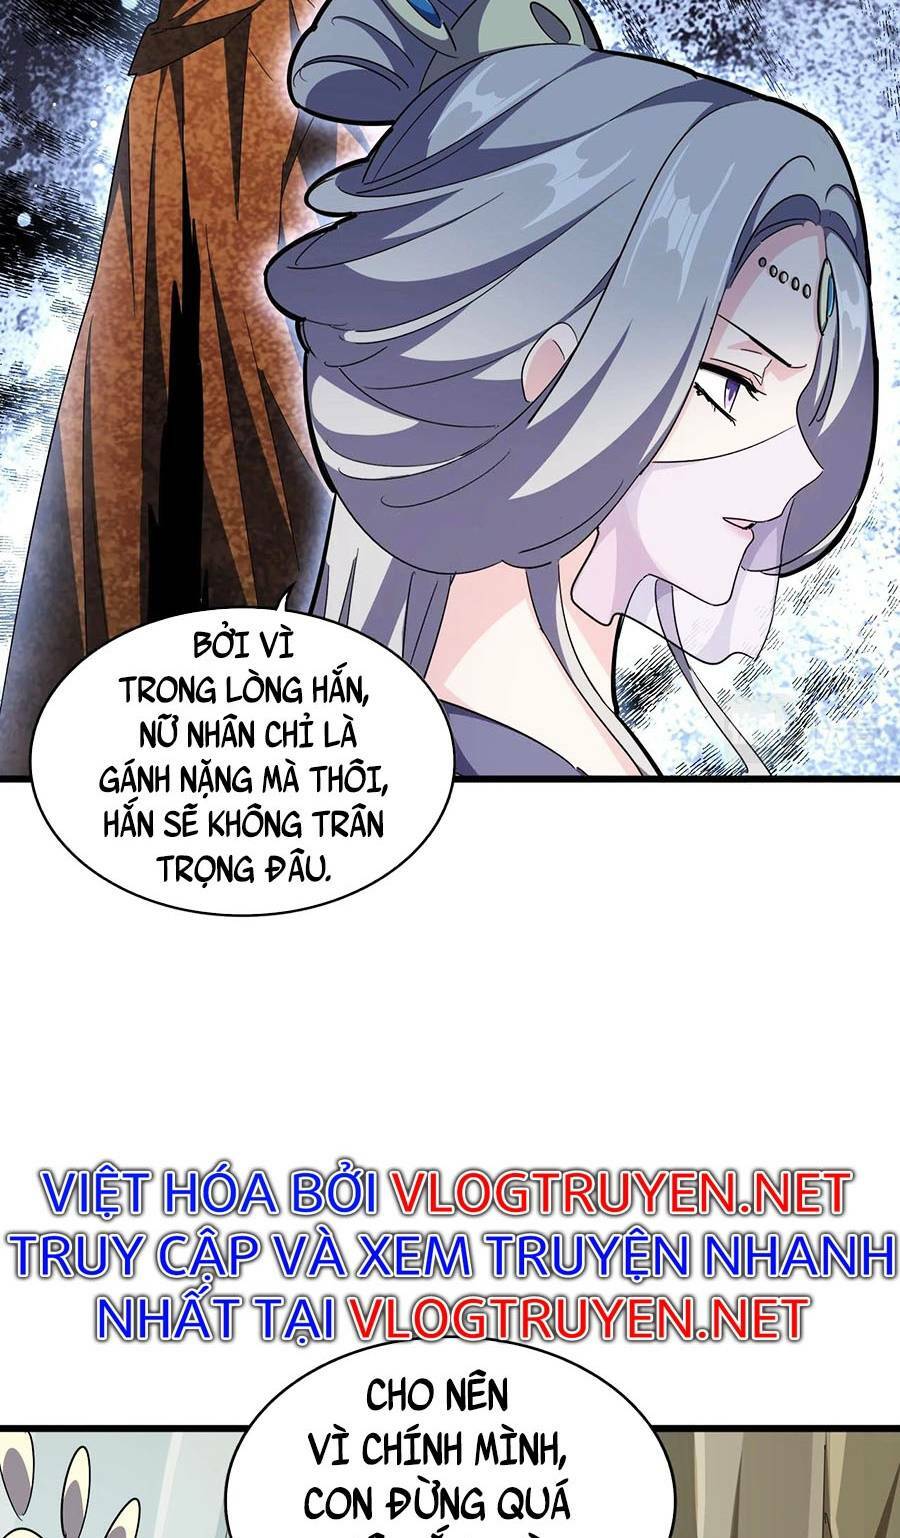 BỞI VÌ
TRONG LÒNG HẮN,
NỮ NHÂN CHỈ LÀ
GÁNH NẶNG MÀ THÔI,
HẮN SẼ KHÔNG TRÂN
TRỌNG ĐÂU.
VIỆT HÓA BỞI VLOGTRUYEN.NET
TRUY CẬP VÀ XEM TRUYỆN NHANH
NHẤT TẠI VLOGTRUYEN.NET
CHO NÊN
VÌ CHÍNH MÌNH,
CON ĐỪNG QUÁ